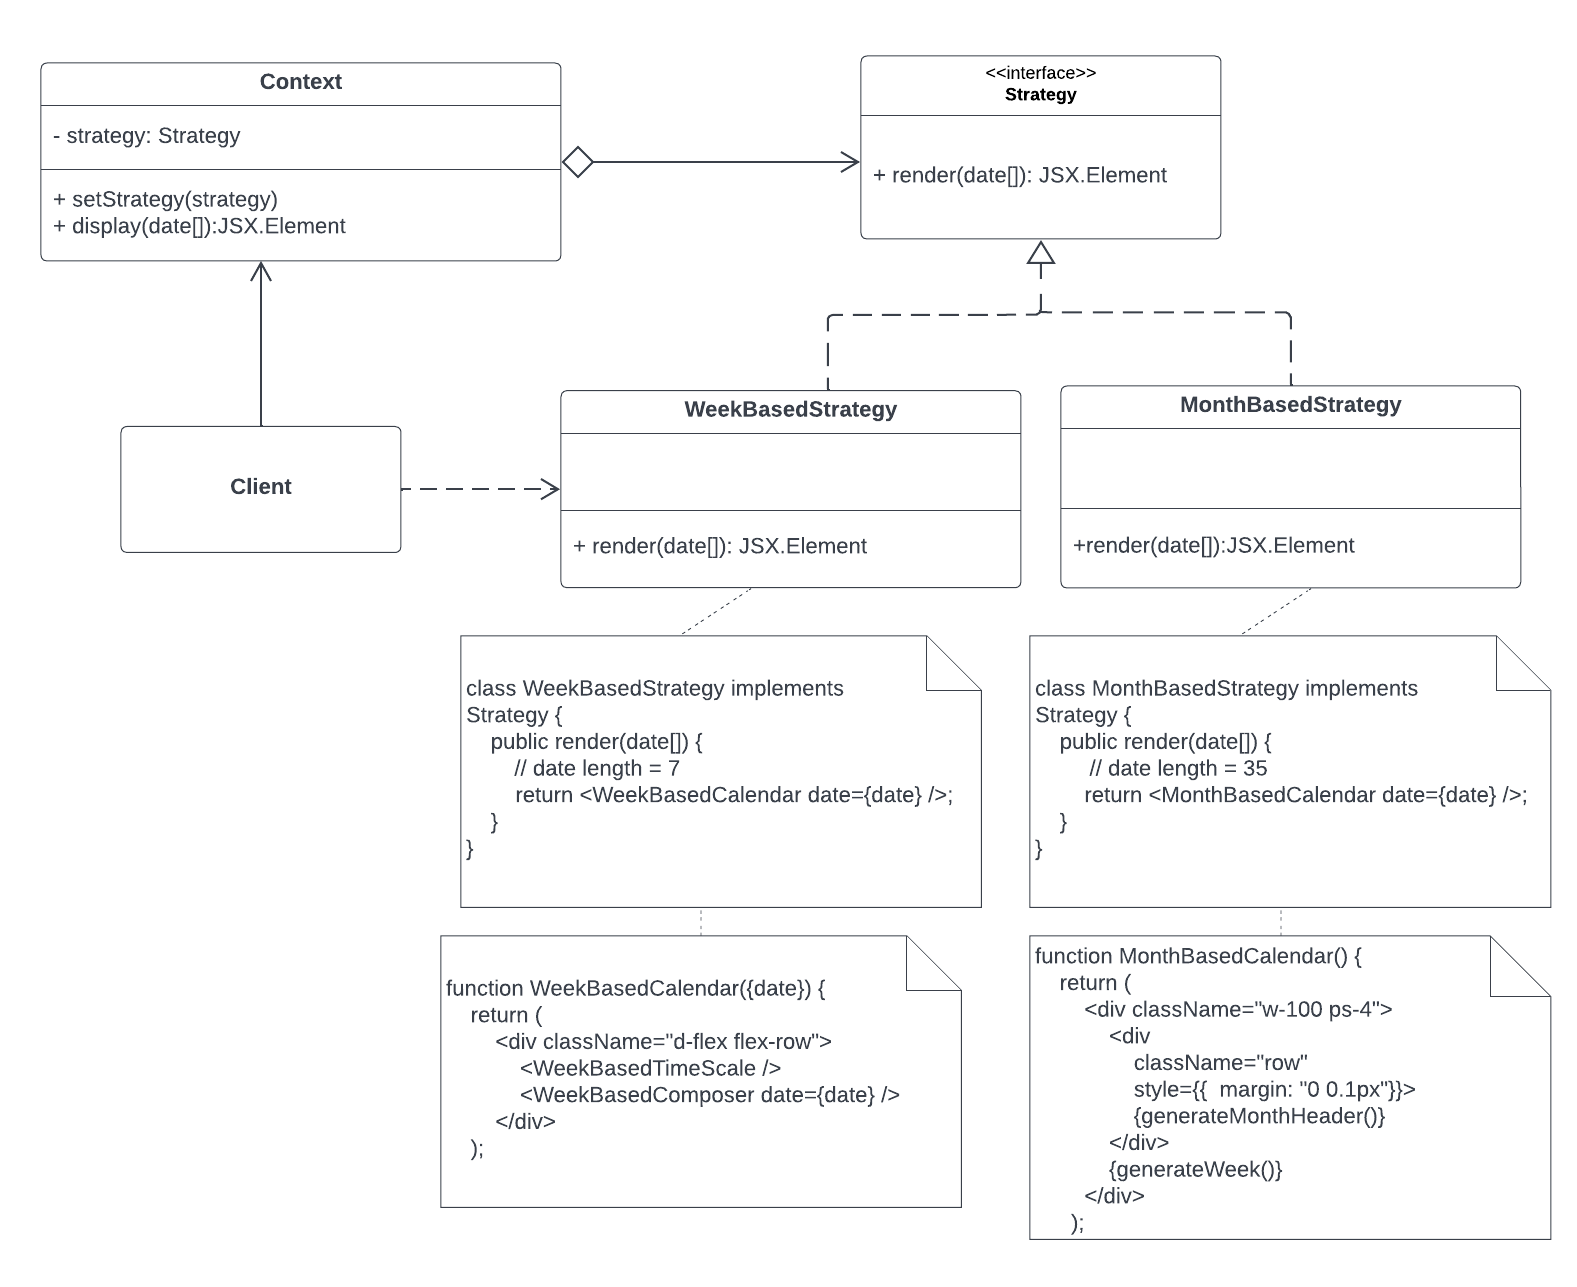 Context
- strategy: Strategy
+ setStrategy(strategy)
+ display(date[]):JSX.Element
<<interface>>
Strategy
+ render(date[]): JSX.Element
Client
WeekBasedStrategy
+ render(date[]): JSX.Element
MonthBasedStrategy
+render(date[]):JSX.Element
class WeekBasedStrategy implements
Strategy {
    public render(date[]) {
        // date length = 7
        return <WeekBasedCalendar date={date} />;
    }
}
class MonthBasedStrategy implements
Strategy {
    public render(date[]) {
        // date length = 35
        return <MonthBasedCalendar date={date} />;
    }
}
function WeekBasedCalendar({date}) {
    return (
        <div className="d-flex flex-row">
            <WeekBasedTimeScale />
            <WeekBasedComposer date={date} />
        </div>
    );
function MonthBasedCalendar() {
    return (
        <div className="w-100 ps-4">
            <div
                className="row"
                style={{  margin: "0 0.1px"}}>
                {generateMonthHeader()}
            </div>
            {generateWeek()}
        </div>
      );